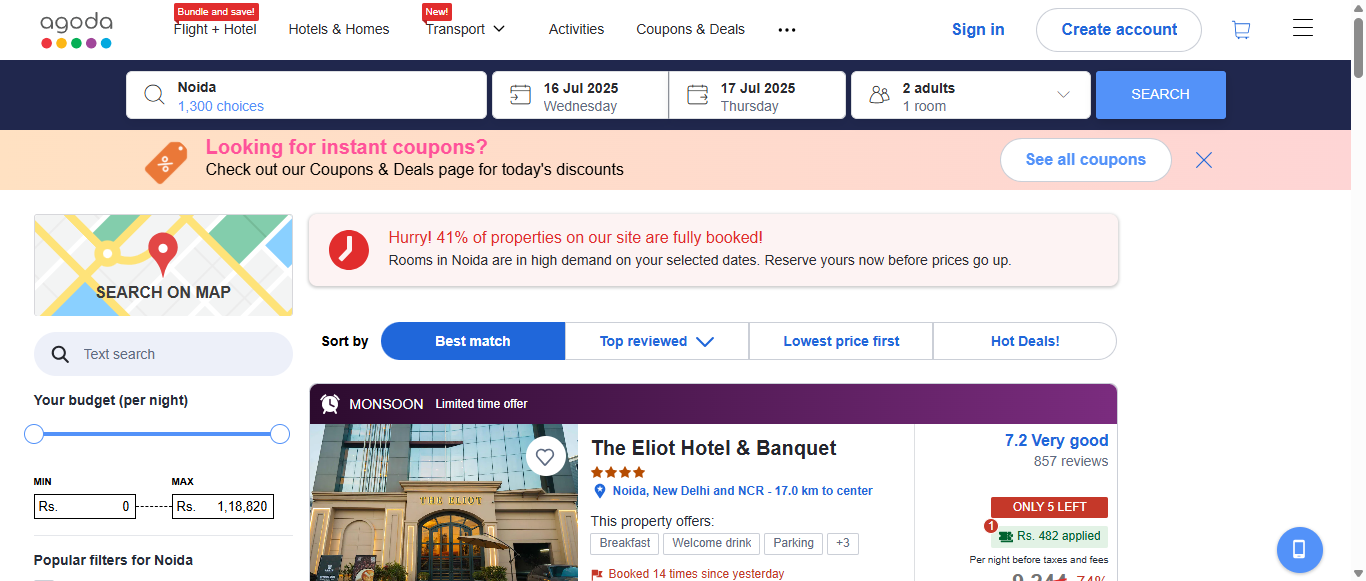 agoda
Bundle and save!
Flight + Hotel
Hotels & Homes
New!
Transport
Activities
Coupons & Deals
Sign in
Create account
Noida
1,300 choices
16 Jul 2025
Wednesday
17 Jul 2025
Thursday
2 adults
1 room
SEARCH
Looking for instant coupons?
Check out our Coupons & Deals page for today's discounts
See all coupons
SEARCH ON MAP
Text search
Your budget (per night)
MIN
MAX
Rs. 0
Rs. 1,18,820
Popular filters for Noida
Hurry! 41% of properties on our site are fully booked!
Rooms in Noida are in high demand on your selected dates. Reserve yours now before prices go up.
Sort by
Best match
Top reviewed
Lowest price first
Hot Deals!
MONSOON Limited time offer
THE ELIOT
The Eliot Hotel & Banquet
Noida, New Delhi and NCR - 17.0 km to center
This property offers:
Breakfast
Welcome drink
Parking
+3
Booked 14 times since yesterday
7.2 Very good
857 reviews
ONLY 5 LEFT
1
Rs. 482 applied
Per night before taxes and fees
-74%